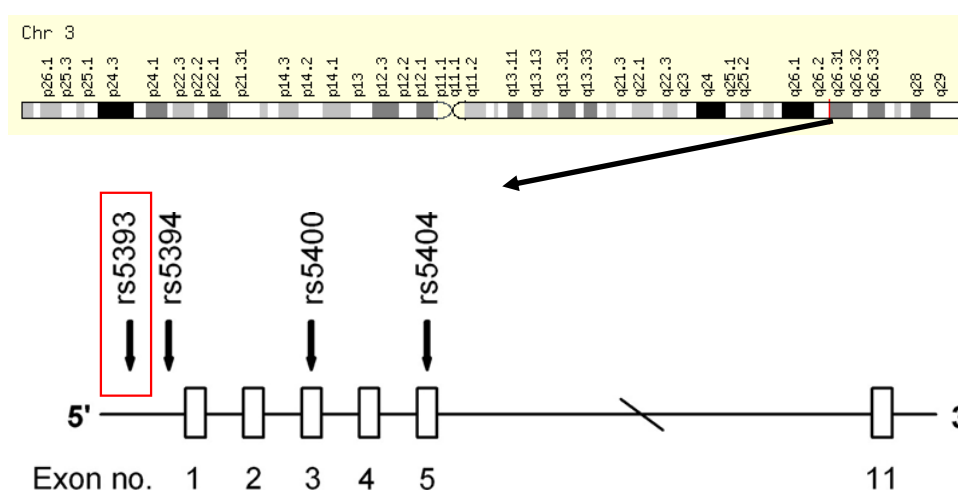 Chr 3
p26.1 p25.3 p25.1 p24.3 p24.1 p22.3 p22.2 p22.1 p21.31 p14.3 p14.2 p14.1 p13 p12.3 p12.2 p12.1 p11.1 q11.1 q11.2 q13.11 q13.13 q13.31 q13.33 q21.3 q22.1 q22.3 q23 q24 q25.1 q25.2 q26.1 q26.2 q26.31 q26.32 q26.33 q28 q29
rs5393 rs5394 rs5400 rs5404
5'
Exon no. 1 2 3 4 5 11